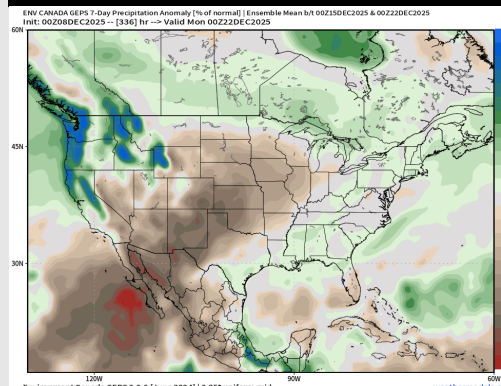 ENV CANADA GEPS 7-Day Precipitation Anomaly [% of normal] | Ensemble Mean b/t 00Z15DEC2025 & 00Z22DEC2025
Init: 00Z08DEC2025 -- [336] hr --> Valid Mon 00Z22DEC2025
60N
45N
30N
120W
90W
60W